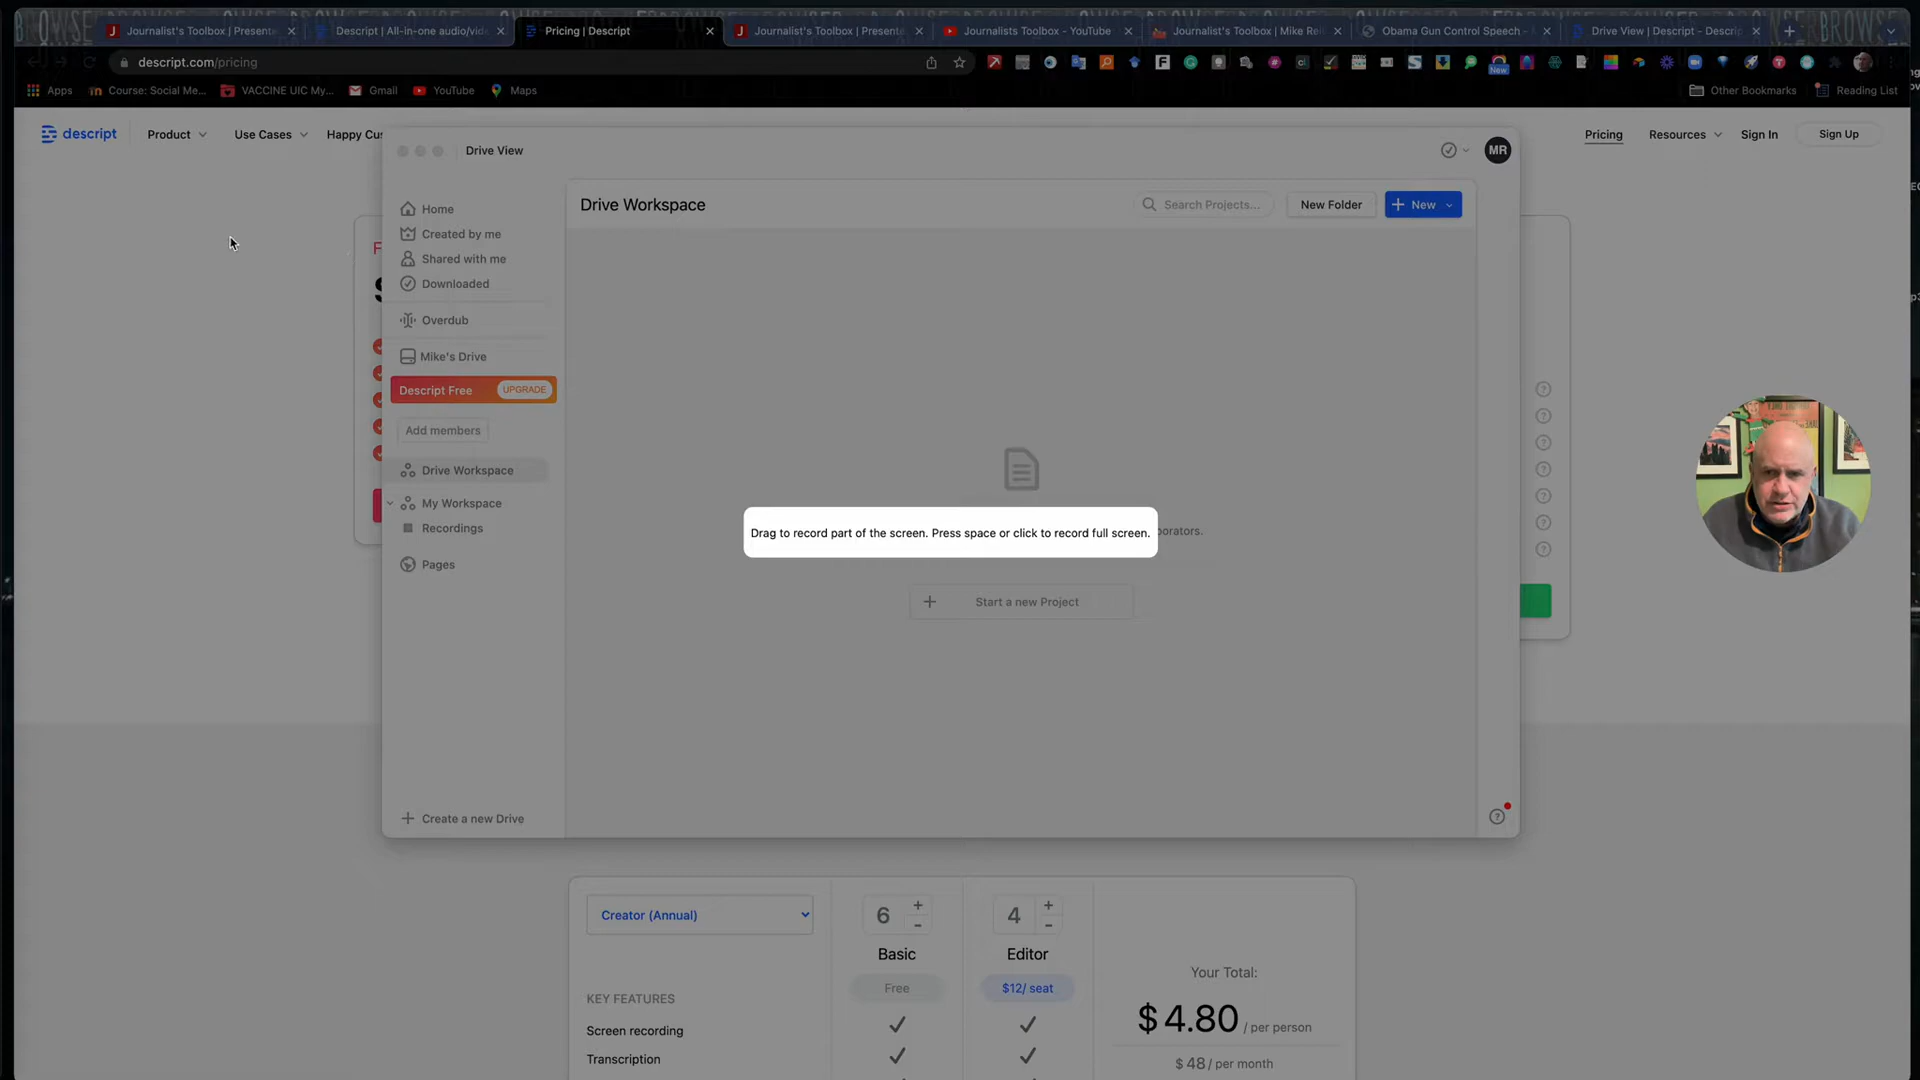 Journalist's Toolbox | Presente
Descript | All-in-one audio/vide
Pricing | Descript
Journalist's Toolbox | Presente
Journalists Toolbox - YouTube
Journalist's Toolbox | Mike Rei
Obama Gun Control Speech -
Drive View | Descript - Descrip
descript.com/pricing
New
Apps
Course: Social Me...
VACCINE UIC My...
Gmail
YouTube
Maps
Other Bookmarks
Reading List
descript
Product
Use Cases
Happy Cus
Pricing
Resources
Sign In
Sign Up
Drive View
MR
Home
Created by me
Shared with me
Downloaded
Overdub
Mike's Drive
Descript Free
UPGRADE
Add members
Drive Workspace
My Workspace
Recordings
Pages
Create a new Drive
Drive Workspace
Search Projects...
New Folder
+ New
Drag to record part of the screen. Press space or click to record full screen.
borators.
+ Start a new Project
Creator (Annual)
6
+
-
Basic
Free
4
+
-
Editor
$12/ seat
KEY FEATURES
Screen recording
Transcription
Your Total:
$4.80 / per person
$48/ per month